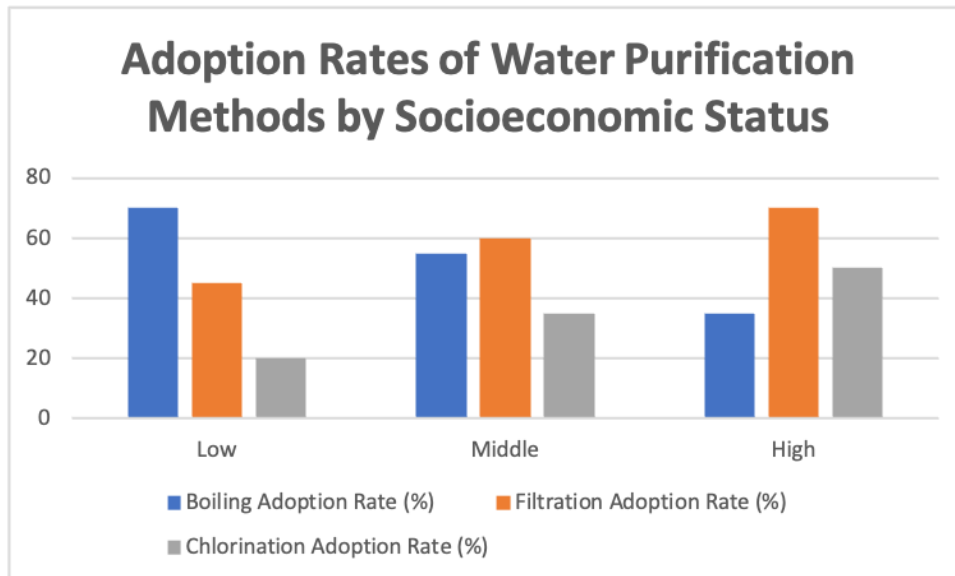 Adoption Rates of Water Purification
Methods by Socioeconomic Status
80
60
40
20
0
Low Middle High
Boiling Adoption Rate (%) Filtration Adoption Rate (%)
Chlorination Adoption Rate (%)